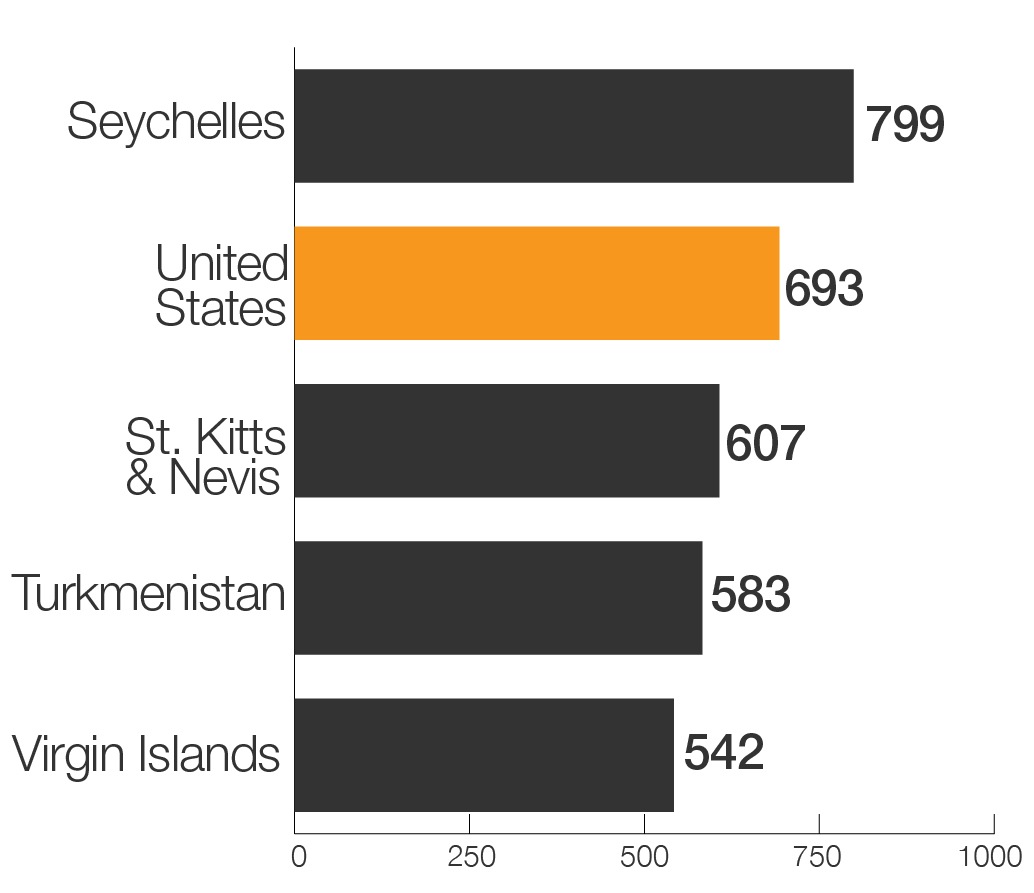 Seychelles
799
United
States
693
St. Kitts
& Nevis
607
Turkmenistan
583
Virgin Islands
542
0 250 500 750 1000